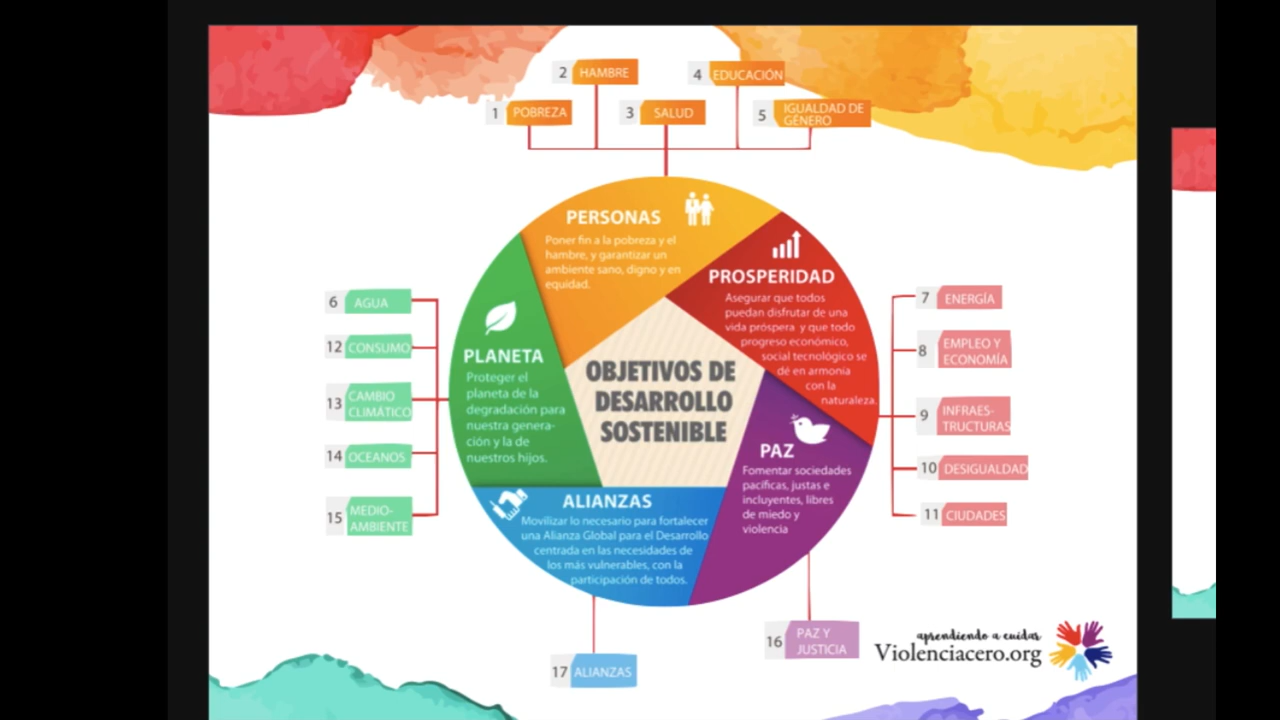 2 HAMBRE
4 EDUCACIÓN
1 POBREZA
3 SALUD
5 IGUALDAD DE
GÉNERO
PERSONAS
Poner fin a la pobreza y el
hambre, y garantizar un
ambiente sano, digno y en
equidad.
PROSPERIDAD
Asegurar que todos
puedan disfrutar de una
vida próspera y que todo
progreso económico,
social tecnológico se
dé en armonía
con la
naturaleza.
6 AGUA
12 CONSUMO
13 CAMBIO
CLIMÁTICO
14 OCEANOS
15 MEDIO-
AMBIENTE
PLANETA
Proteger el
planeta de la
degradación para
nuestra genera-
ción y la de
nuestros hijos.
OBJETIVOS DE
DESARROLLO
SOSTENIBLE
7 ENERGÍA
8 EMPLEO Y
ECONOMÍA
9 INFRAES-
TRUCTURAS
10 DESIGUALDAD
11 CIUDADES
PAZ
Fomentar sociedades
pacíficas, justas e
incluyentes, libres
de miedo y
violencia
ALIANZAS
Movilizar lo necesario para fortalecer
una Alianza Global para el Desarrollo
centrada en las necesidades de
los más vulnerables, con la
participación de todos.
16 PAZ Y
JUSTICIA
17 ALIANZAS
aprendiendo a cuidar
Violenciacero.org